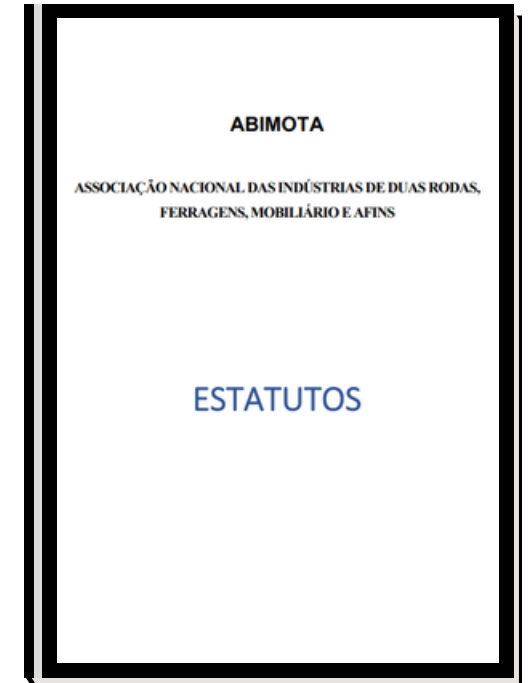 ABIMOTA
ASSOCIAÇÃO NACIONAL DAS INDÚSTRIAS DE DUAS RODAS,
FERRAGENS, MOBILIÁRIO E AFINS
ESTATUTOS